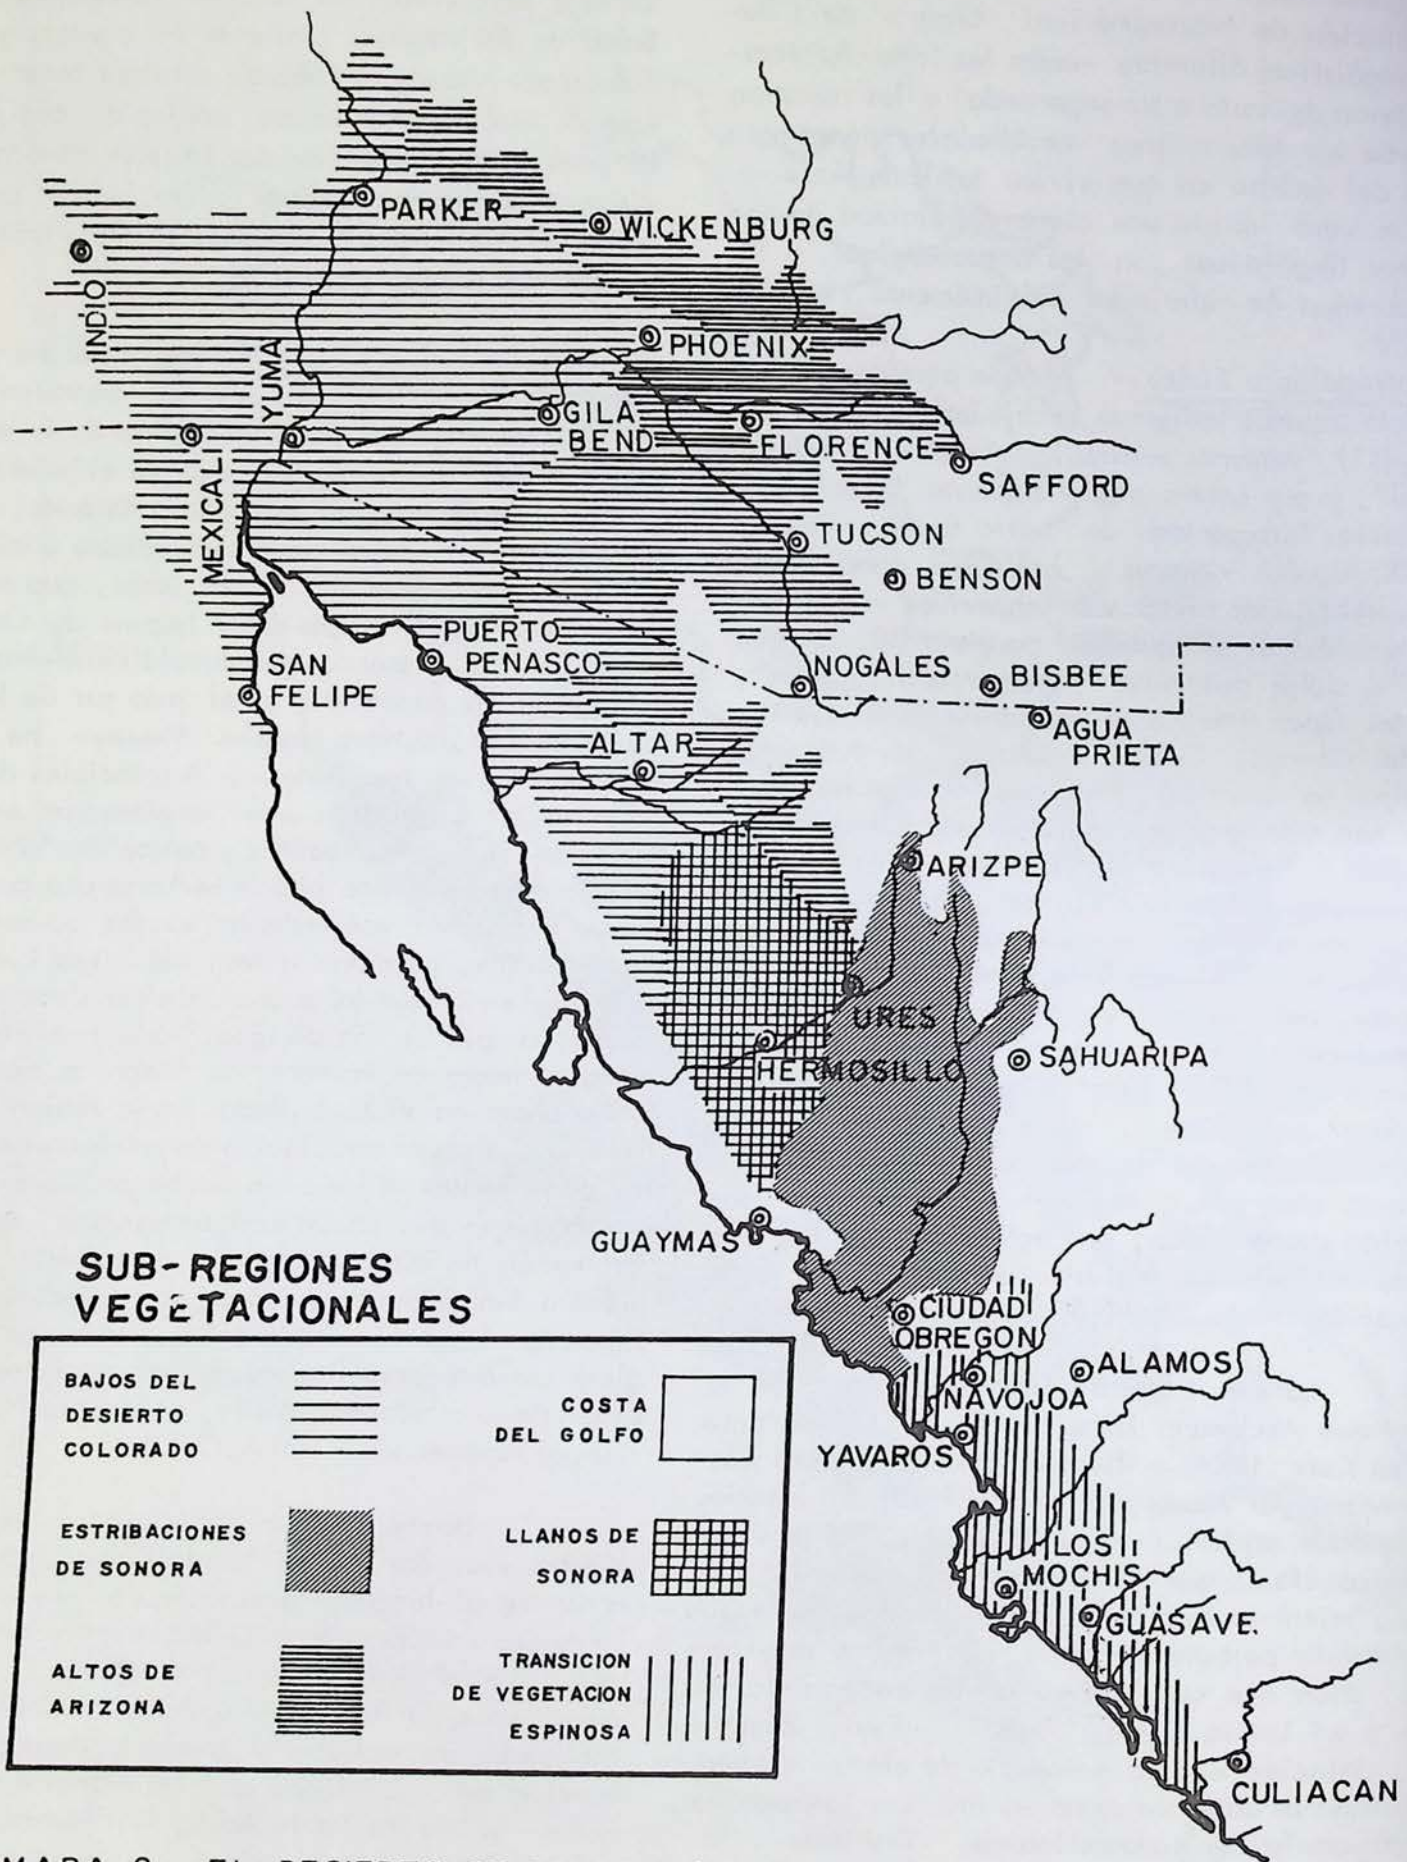 PARKER
WICKENBURG
INDIO
YUMA
PHOENIX
GILA
BEND
FLORENCE
SAFFORD
MEXICALI
TUCSON
BENSON
PUERTO
PEÑASCO
SAN
FELIPE
NOGALES
BISBEE
AGUA
PRIETA
ALTAR
ARIZPE
URES
HERMOSILLO
SAHUARIPA
GUAYMAS
CIUDAD
OBREGON
NAVOJOA
ALAMOS
YAVAROS
LOS
MOCHIS
GUASAVE.
CULIACAN
SUB-REGIONES
VEGETACIONALES
BAJOS DEL
DESIERTO
COLORADO
COSTA
DEL GOLFO
ESTRIBACIONES
DE SONORA
LLANOS DE
SONORA
ALTOS DE
ARIZONA
TRANSICION
DE VEGETACION
ESPINOSA